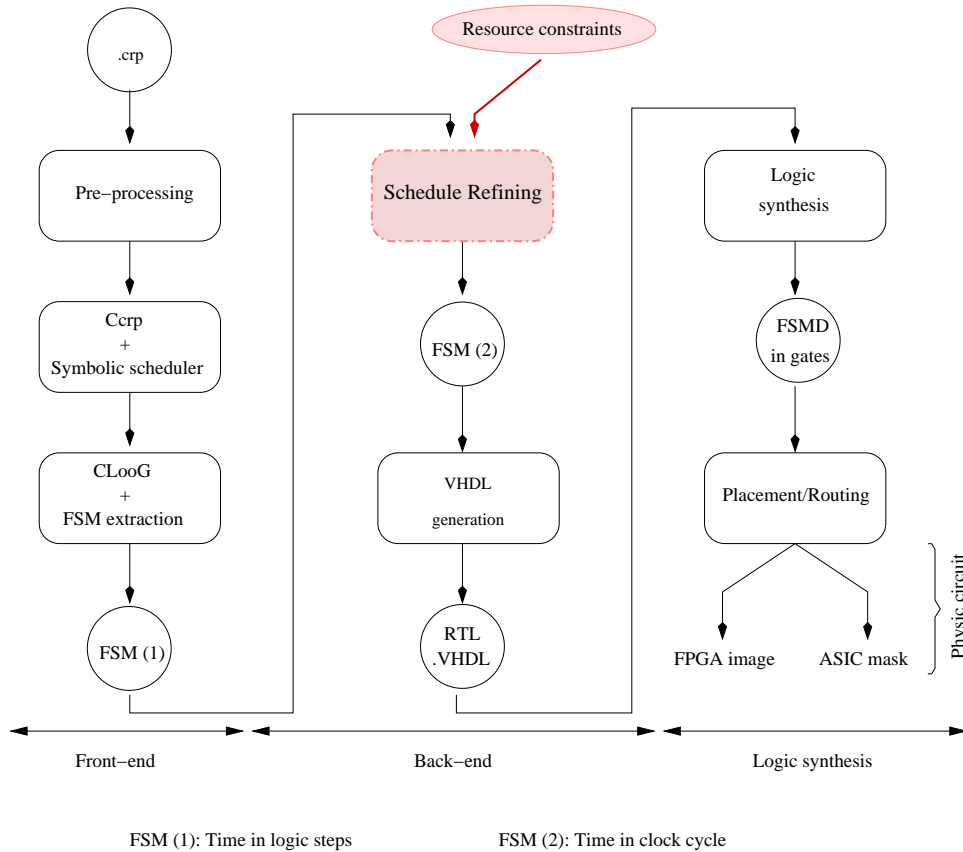 .crp
Pre−processing
Ccrp
+
Symbolic scheduler
CLooG
+
FSM extraction
FSM (1)
Resource constraints
Schedule Refining
FSM (2)
VHDL
generation
RTL
.VHDL
Logic
synthesis
FSMD
in gates
Placement/Routing
FPGA image
ASIC mask
Physic circuit
Front−end
Back−end
Logic synthesis
FSM (1): Time in logic steps
FSM (2): Time in clock cycle